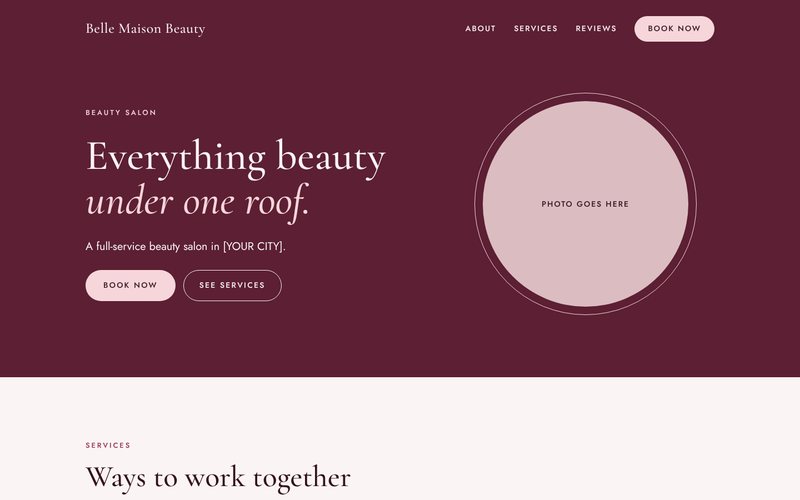 Belle Maison Beauty
ABOUT SERVICES REVIEWS BOOK NOW
BEAUTY SALON
Everything beauty
under one roof.
A full-service beauty salon in [YOUR CITY].
BOOK NOW SEE SERVICES
PHOTO GOES HERE
SERVICES
Ways to work together